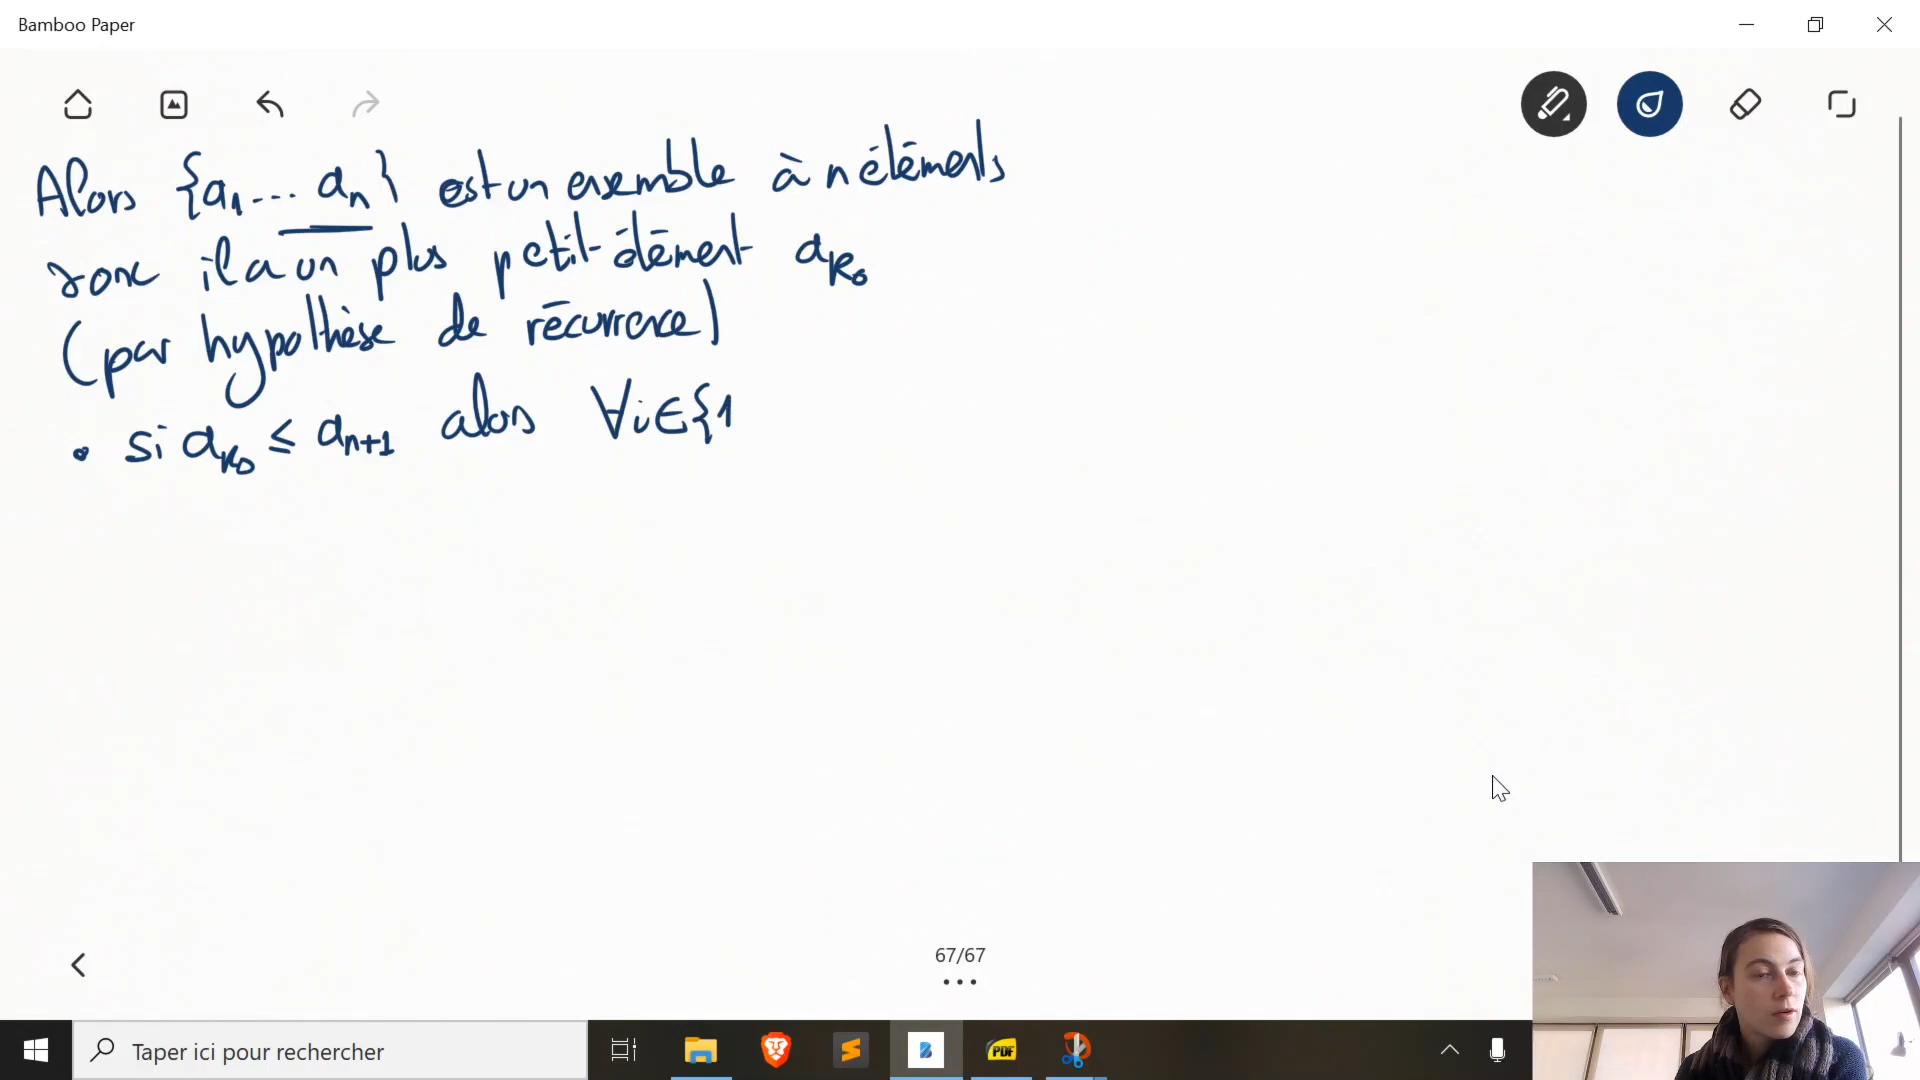 Bamboo Paper
Alors {a₁... aₙ} est un ensemble à n éléments
donc il a un plus petit élément aₖ₀
(par hypothèse de récurrence)
• si aₖ₀ ≤ aₙ₊₁ alors ∀i∈{1
67/67
Taper ici pour rechercher
PDF